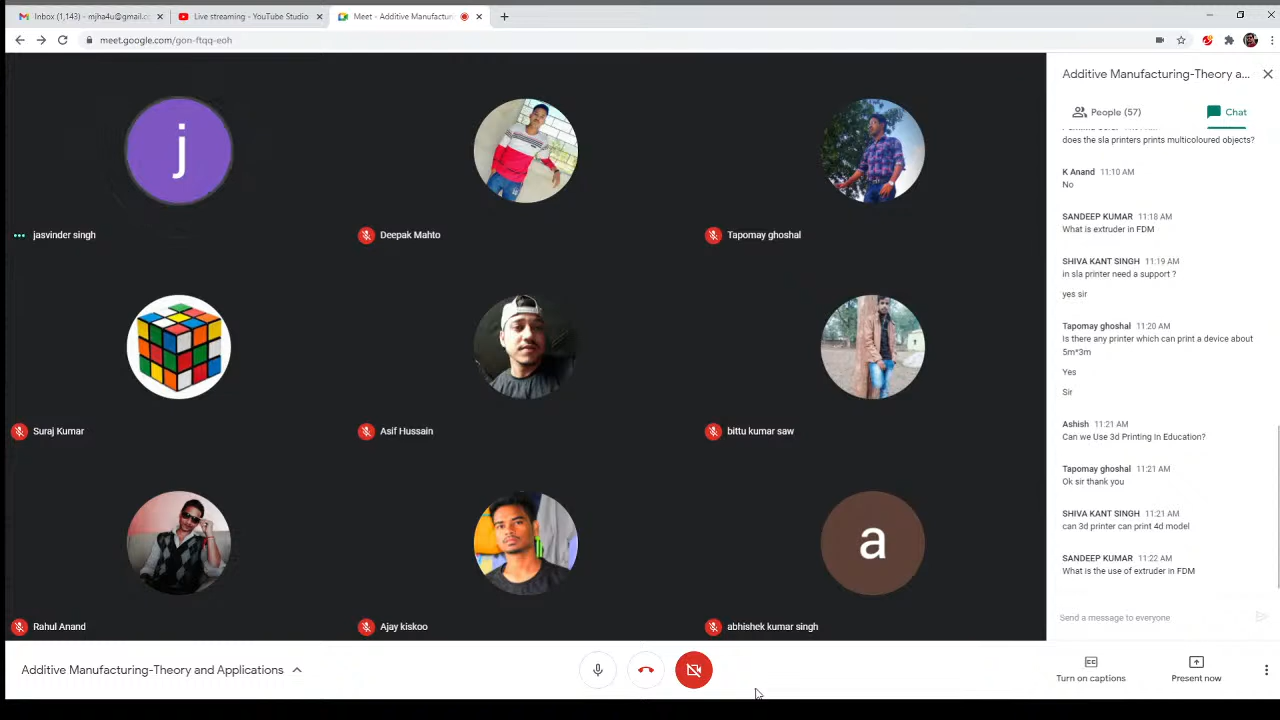 Inbox (1,143) - mjha4u@gmail.c
Live streaming - YouTube Studio
Meet - Additive Manufactur
meet.google.com/gon-ftqq-eoh
j
jasvinder singh
Deepak Mahto
Tapomay ghoshal
Suraj Kumar
Asif Hussain
bittu kumar saw
Rahul Anand
Ajay kiskoo
a
abhishek kumar singh
Additive Manufacturing-Theory a...
People (57)
Chat
does the sla printers prints multicoloured objects?
K Anand 11:10 AM
No
SANDEEP KUMAR 11:18 AM
What is extruder in FDM
SHIVA KANT SINGH 11:19 AM
in sla printer need a support ?
yes sir
Tapomay ghoshal 11:20 AM
Is there any printer which can print a device about
5m*3m
Yes
Sir
Ashish 11:21 AM
Can we Use 3d Printing In Education?
Tapomay ghoshal 11:21 AM
Ok sir thank you
SHIVA KANT SINGH 11:21 AM
can 3d printer can print 4d model
SANDEEP KUMAR 11:22 AM
What is the use of extruder in FDM
Send a message to everyone
Additive Manufacturing-Theory and Applications
Turn on captions
Present now